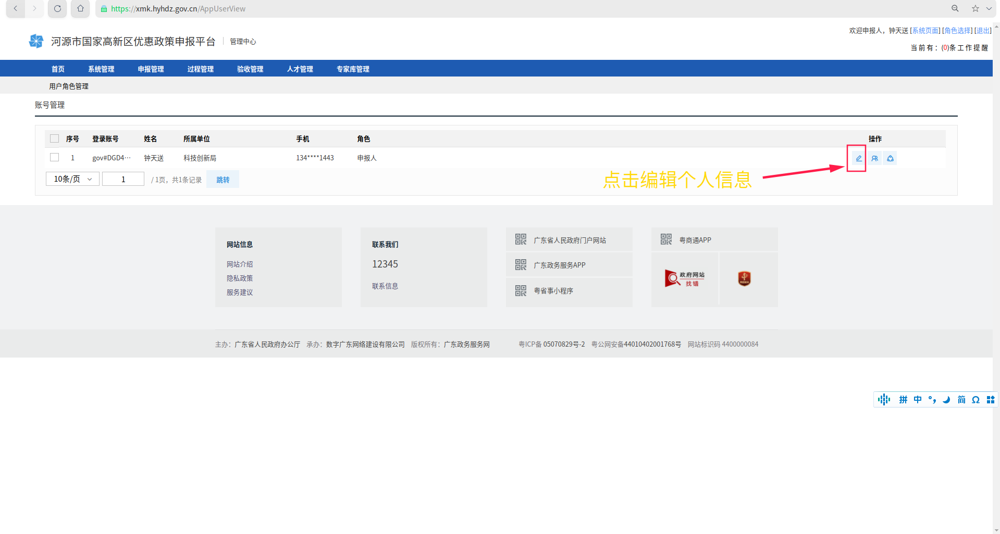 https://xmk.hyhdz.gov.cn/AppUserView
欢迎申报人，钟天送 [系统页面] [角色选择] [退出]
河源市国家高新区优惠政策申报平台 管理中心
当前有：(0)条工作提醒
首页 系统管理 申报管理 过程管理 验收管理 人才管理 专家库管理
用户角色管理
账号管理
序号 登录账号 姓名 所属单位 手机 角色 操作
1 gov#DGD4··· 钟天送 科技创新局 134****1443 申报人
10条/页 1 / 1页，共1条记录 跳转
点击编辑个人信息
网站信息
网站介绍
隐私政策
服务建议
联系我们
12345
联系信息
广东省人民政府门户网站
广东政务服务APP
粤省事小程序
粤商通APP
政府网站
找错
主办：广东省人民政府办公厅 承办：数字广东网络建设有限公司 版权所有：广东政务服务网 粤ICP备 05070829号-2 粤公网安备44010402001768号 网站标识码 4400000084
拼 中 °, 简 Ω